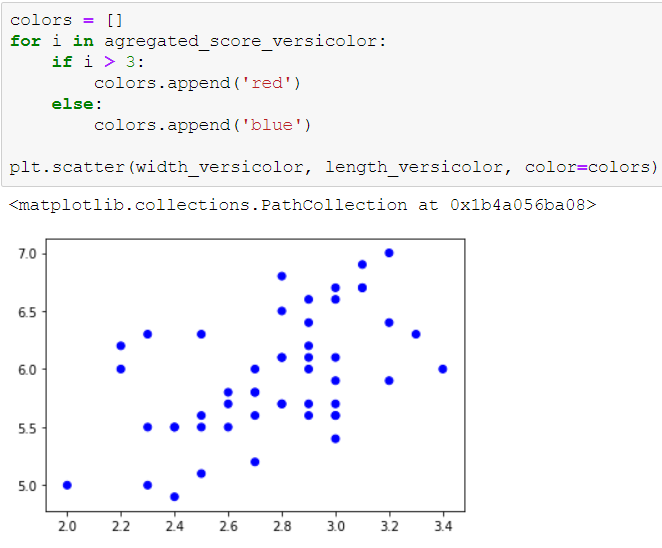 colors = []
for i in agregated_score_versicolor:
    if i > 3:
        colors.append('red')
    else:
        colors.append('blue')
plt.scatter(width_versicolor, length_versicolor, color=colors)
<matplotlib.collections.PathCollection at 0x1b4a056ba08>
7.0
6.5
6.0
5.5
5.0
2.0 2.2 2.4 2.6 2.8 3.0 3.2 3.4